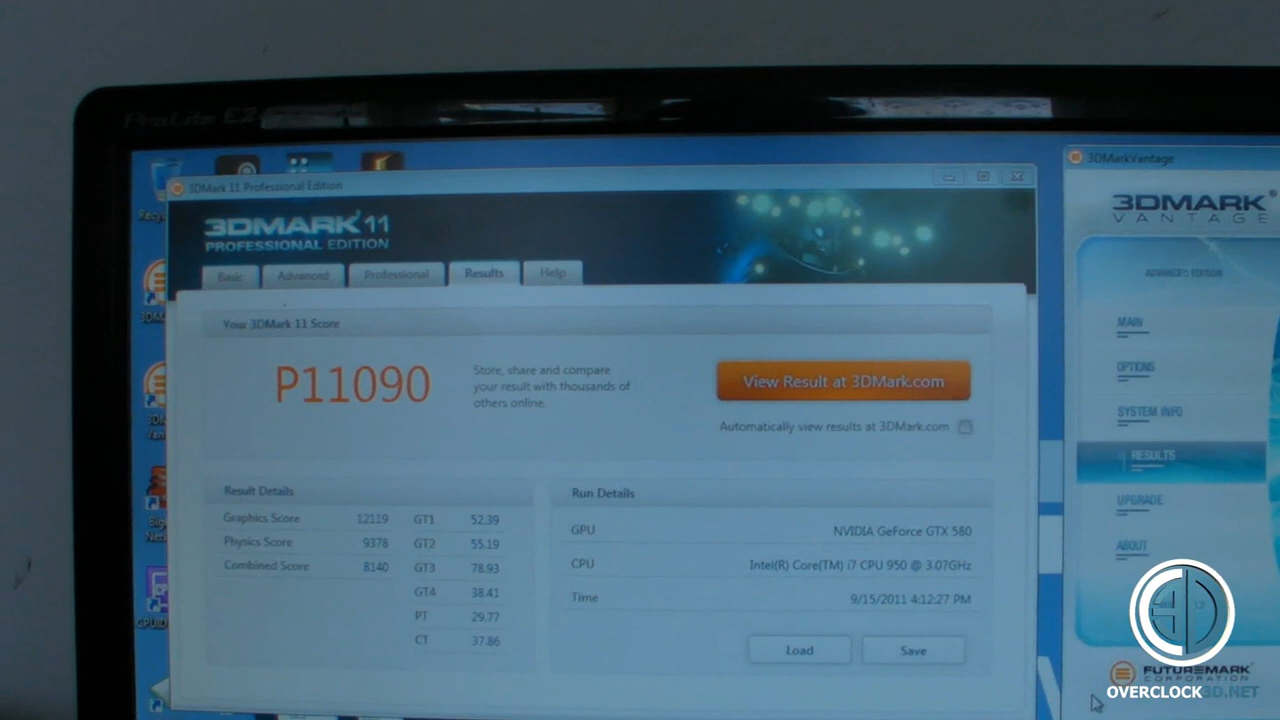 ProLite E2
3DMark 11 Professional Edition
3DMARK'11
PROFESSIONAL EDITION
Basic
Advanced
Professional
Results
Help
Your 3DMark 11 Score
P11090
Store, share and compare
your result with thousands of
others online.
View Result at 3DMark.com
Automatically view results at 3DMark.com
Result Details
Graphics Score 12119 GT1 52.39
Physics Score 9378 GT2 55.19
Combined Score 8140 GT3 78.93
GT4 38.41
PT 29.77
CT 37.86
Run Details
GPU NVIDIA GeForce GTX 580
CPU Intel(R) Core(TM) i7 CPU 950 @ 3.07GHz
Time 9/15/2011 4:12:27 PM
Load
Save
3DMarkVantage
3DMARK®
VANTAGE
ADVANCED EDITION
MAIN
OPTIONS
SYSTEM INFO
RESULTS
UPGRADE
ABOUT
FUTUREMARK®
CORPORATION
OVERCLOCK3D.NET